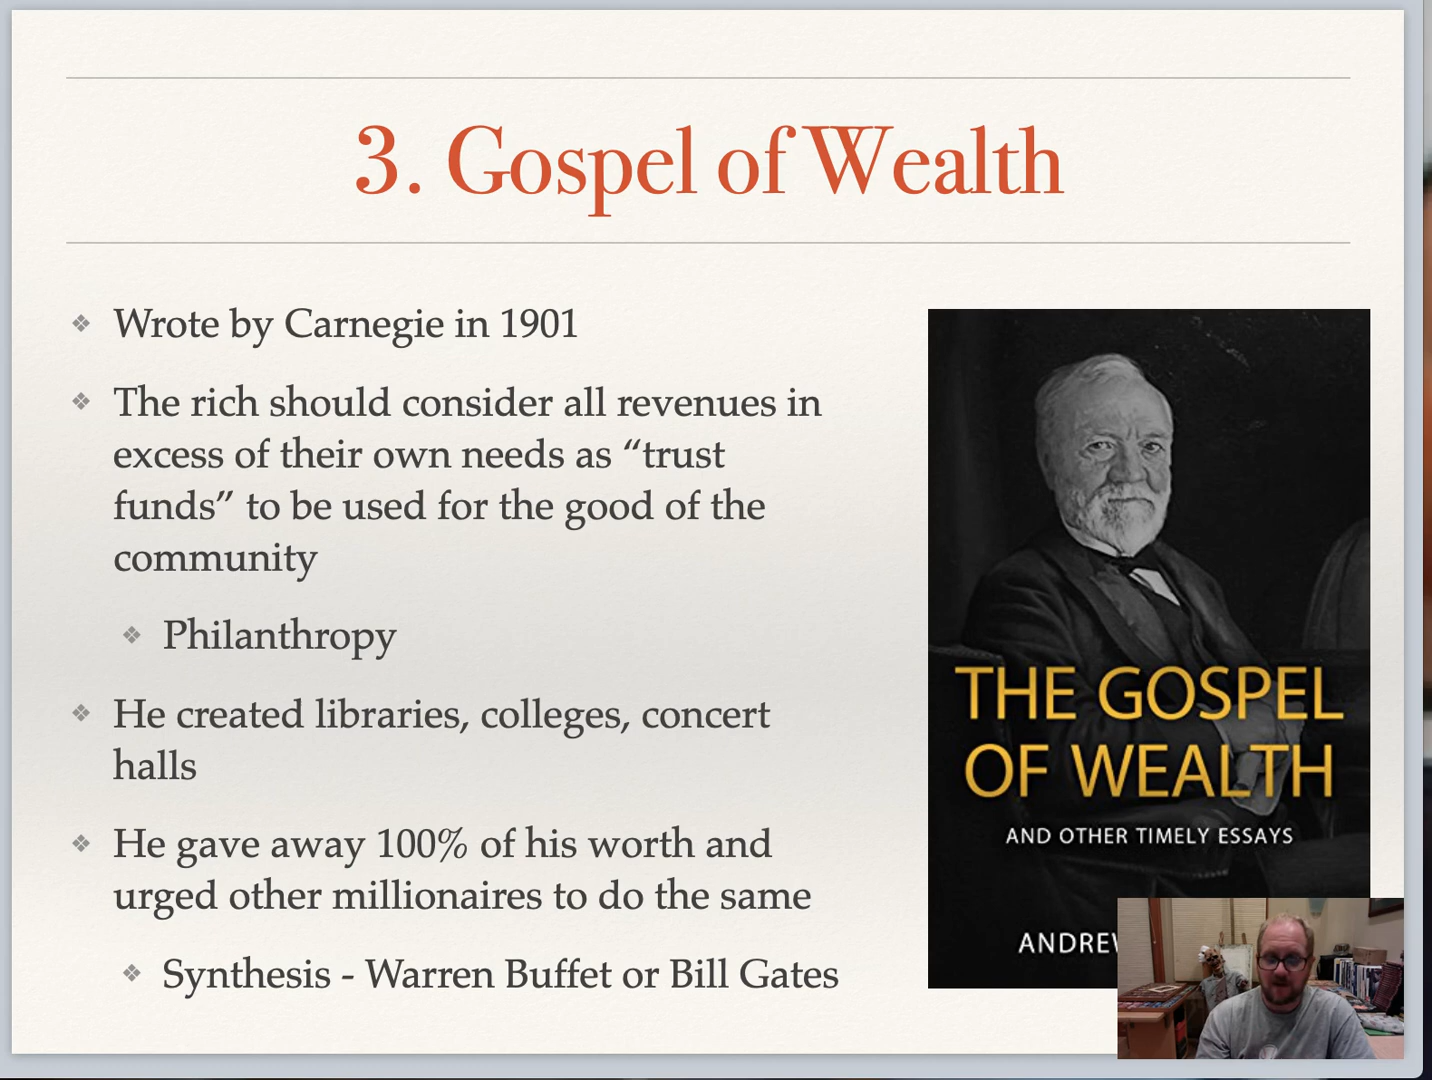 3. Gospel of Wealth
❖ Wrote by Carnegie in 1901
❖ The rich should consider all revenues in
excess of their own needs as “trust
funds” to be used for the good of the
community
❖ Philanthropy
❖ He created libraries, colleges, concert
halls
❖ He gave away 100% of his worth and
urged other millionaires to do the same
❖ Synthesis - Warren Buffet or Bill Gates
THE GOSPEL
OF WEALTH
AND OTHER TIMELY ESSAYS